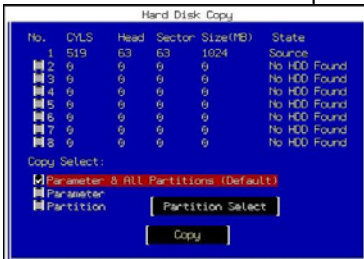 Hard Disk Copy
No. CYLS Head Sector Size(MB) State
1 519 63 63 1024 Source
2 0 0 0 0 No HDD Found
3 0 0 0 0 No HDD Found
4 0 0 0 0 No HDD Found
5 0 0 0 0 No HDD Found
6 0 0 0 0 No HDD Found
7 0 0 0 0 No HDD Found
8 0 0 0 0 No HDD Found
Copy Select:
Parameter & All Partitions (Default)
Parameter
Partition [ Partition Select ]
[ Copy ]